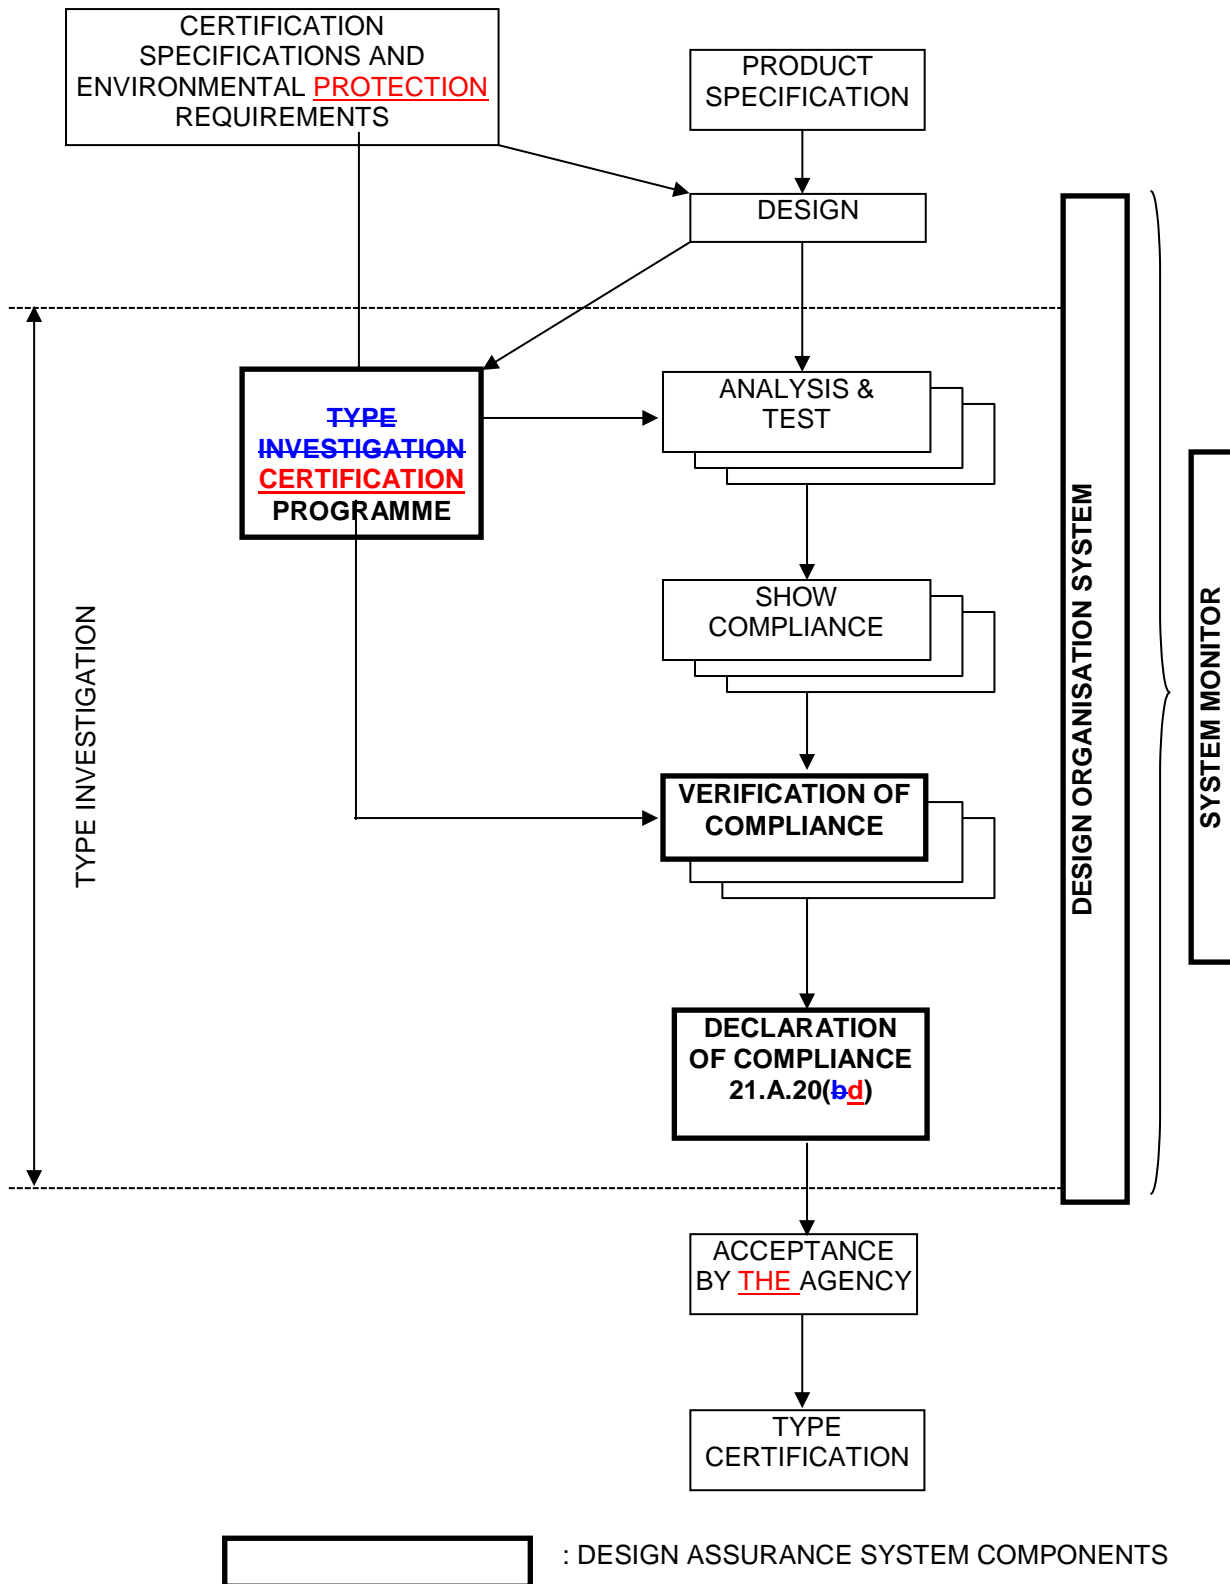 CERTIFICATION
SPECIFICATIONS AND
ENVIRONMENTAL PROTECTION
REQUIREMENTS
PRODUCT
SPECIFICATION
DESIGN
TYPE
INVESTIGATION
CERTIFICATION
PROGRAMME
ANALYSIS &
TEST
SHOW
COMPLIANCE
VERIFICATION OF
COMPLIANCE
DECLARATION
OF COMPLIANCE
21.A.20(bd)
ACCEPTANCE
BY THE AGENCY
TYPE
CERTIFICATION
TYPE INVESTIGATION
DESIGN ORGANISATION SYSTEM
SYSTEM MONITOR
: DESIGN ASSURANCE SYSTEM COMPONENTS